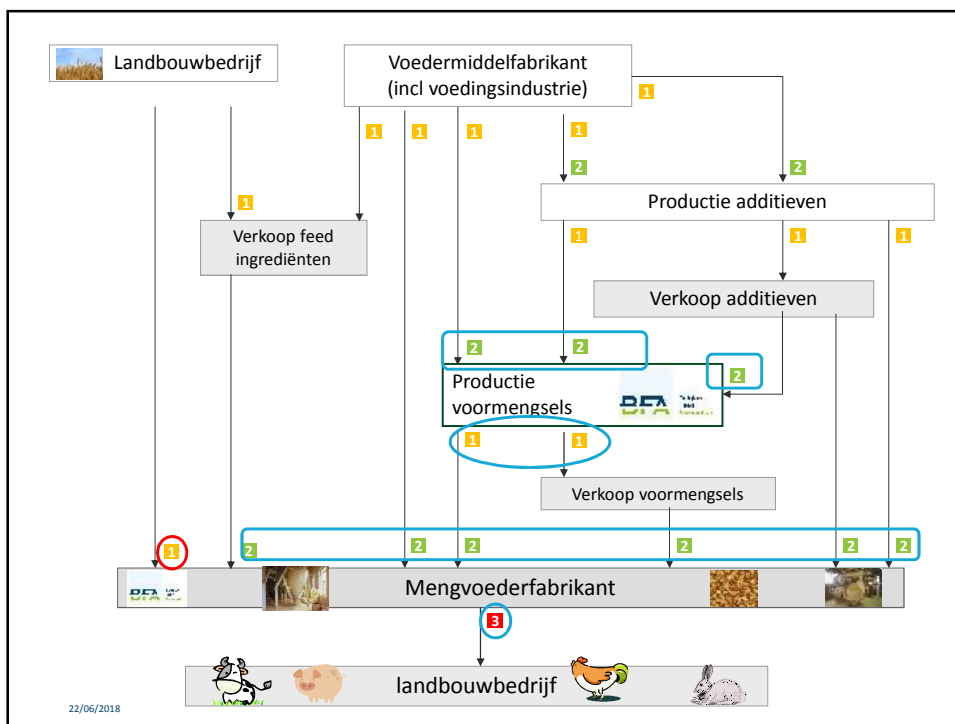 Landbouwbedrijf
Voedermiddelfabrikant
(incl voedingsindustrie)
1
1
1
1
1
2
2
1
Productie additieven
Verkoop feed
ingrediënten
1
1
1
Verkoop additieven
2
2
2
Productie
voormengsels
BFA
1
1
Verkoop voormengsels
1
2
2
2
2
2
2
BFA
Mengvoederfabrikant
3
landbouwbedrijf
22/06/2018